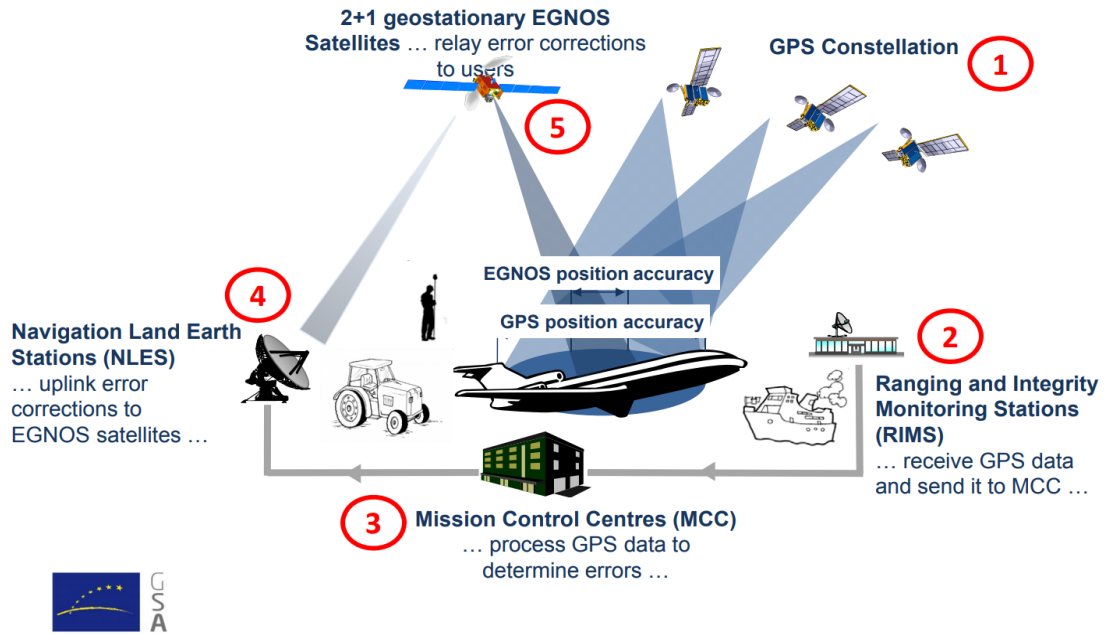 2+1 geostationary EGNOS
Satellites … relay error corrections
to users
GPS Constellation
1
5
EGNOS position accuracy
GPS position accuracy
4
Navigation Land Earth
Stations (NLES)
… uplink error
corrections to
EGNOS satellites …
2
Ranging and Integrity
Monitoring Stations
(RIMS)
… receive GPS data
and send it to MCC …
3
Mission Control Centres (MCC)
… process GPS data to
determine errors …
GSA